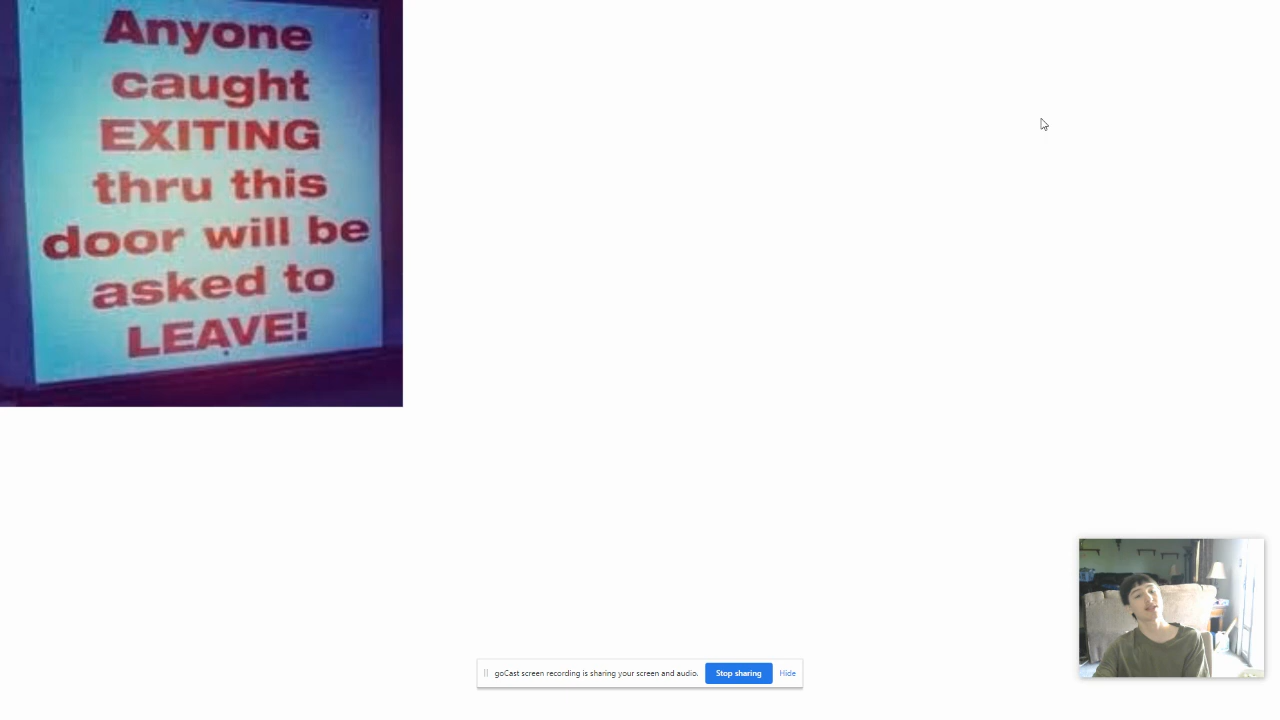 Anyone
caught
EXITING
thru this
door will be
asked to
LEAVE!
goCast screen recording is sharing your screen and audio.
Stop sharing
Hide